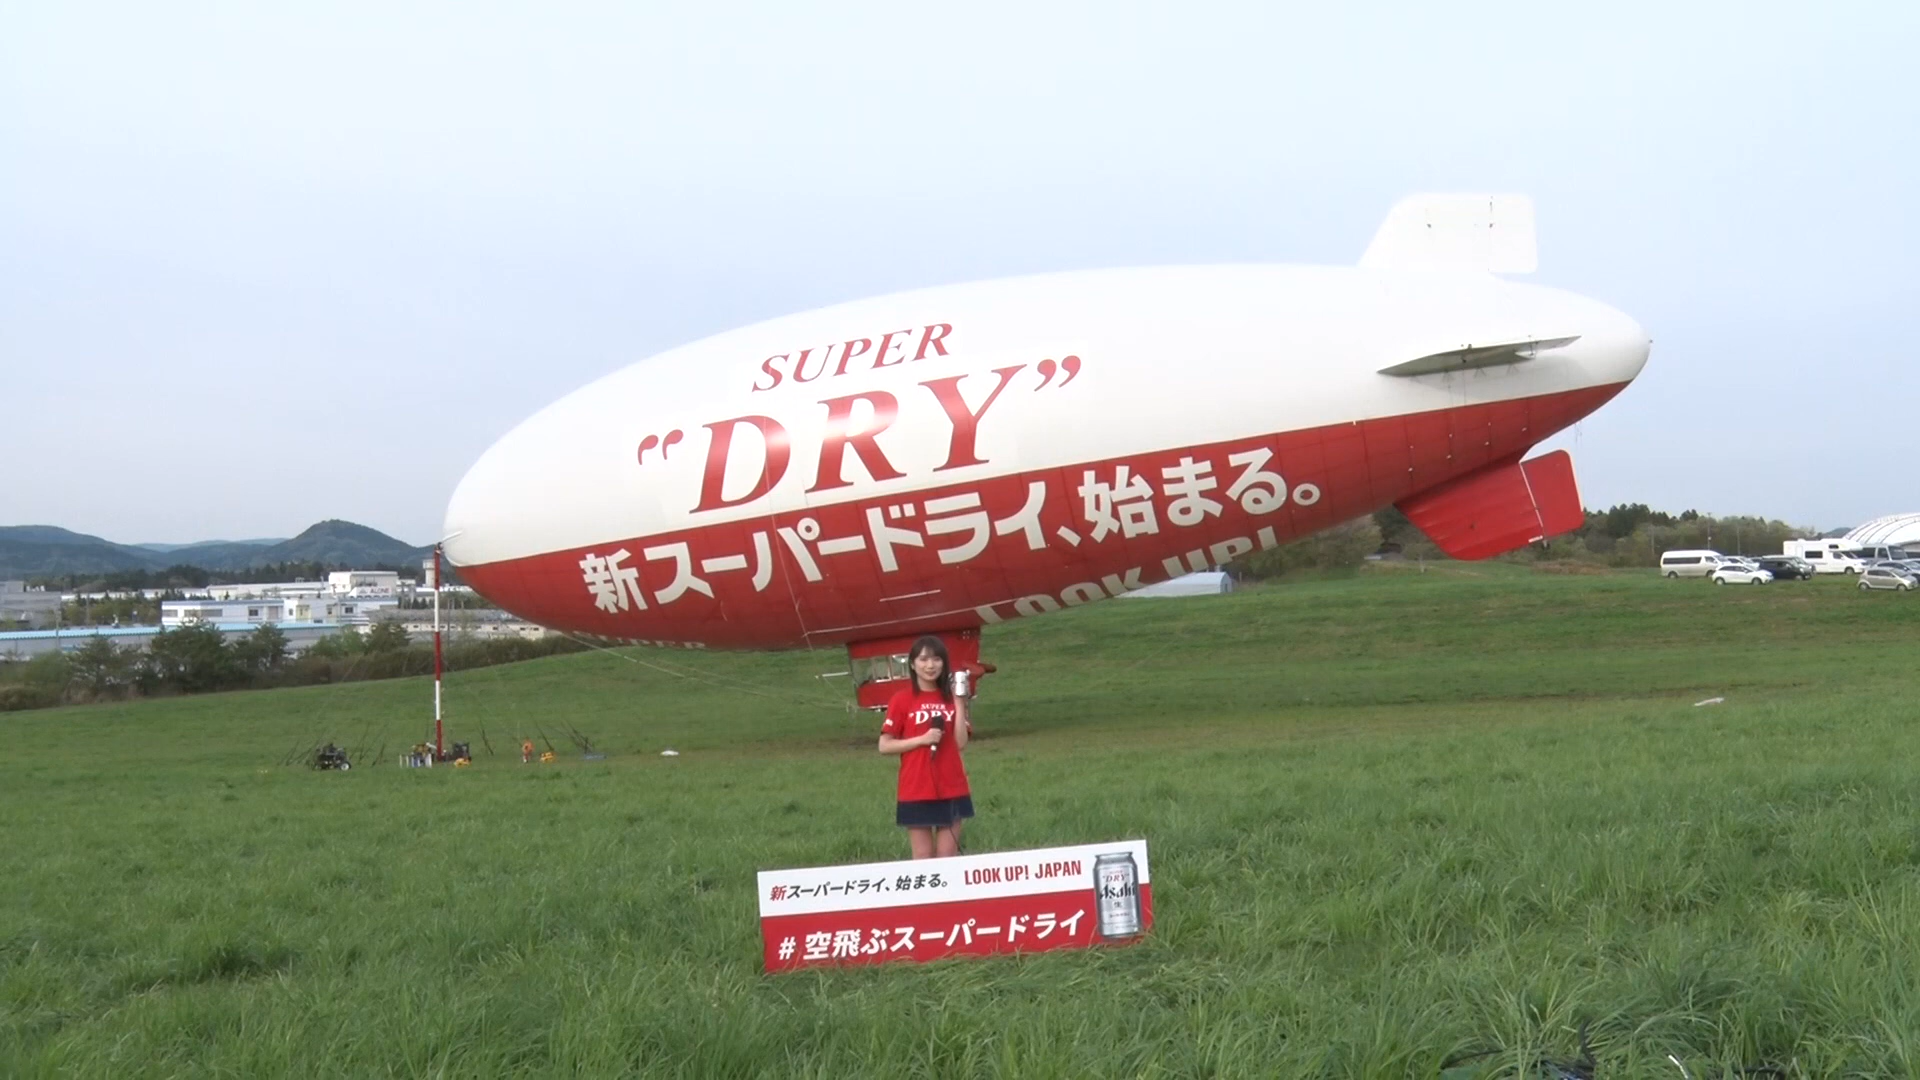 SUPER
“DRY”
新スーパードライ、始まる。
LOOK UP!
SUPER
"DRY"
新スーパードライ、始まる。 LOOK UP! JAPAN
#空飛ぶスーパードライ
"DRY"
Asahi
生